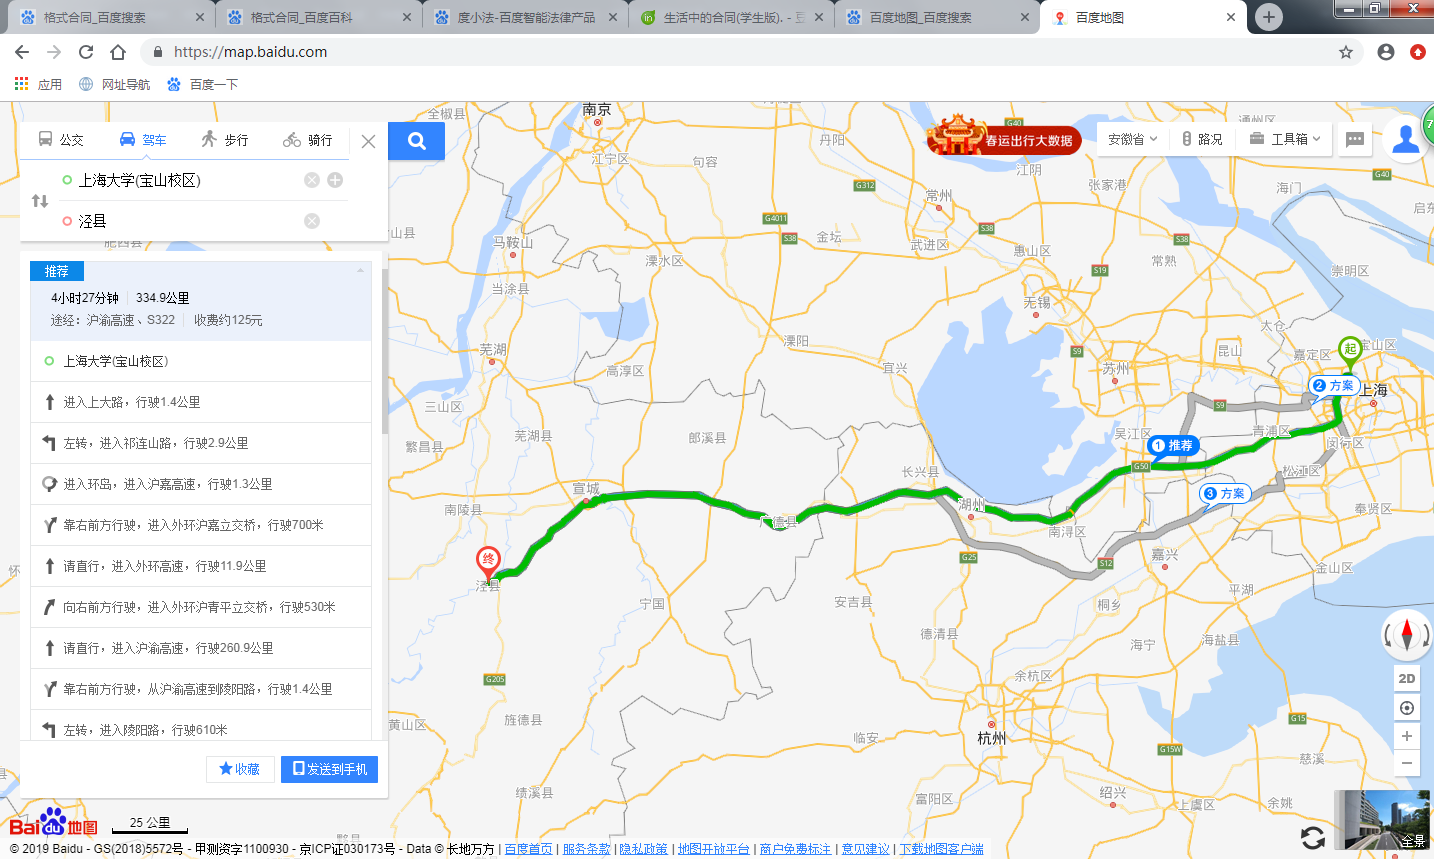 格式合同_百度搜索
格式合同_百度百科
度小法-百度智能法律产品
生活中的合同(学生版). - 豆
百度地图_百度搜索
百度地图
https://map.baidu.com
应用
网址导航
百度一下
公交
驾车
步行
骑行
上海大学(宝山校区)
泾县
推荐
4小时27分钟
334.9公里
途经：沪渝高速、S322
收费约125元
上海大学(宝山校区)
进入上大路，行驶1.4公里
左转，进入祁连山路，行驶2.9公里
进入环岛，进入沪嘉高速，行驶1.3公里
靠右前方行驶，进入外环沪嘉立交桥，行驶700米
请直行，进入外环高速，行驶11.9公里
向右前方行驶，进入外环沪青平立交桥，行驶530米
请直行，进入沪渝高速，行驶260.9公里
靠右前方行驶，从沪渝高速到陵阳路，行驶1.4公里
左转，进入陵阳路，行驶610米
收藏
发送到手机
春运出行大数据
安徽省
路况
工具箱
全椒县
南京
江宁区
句容
丹阳
G40
通州区
江阴
张家港
海门
G40
启东
G312
常州
G4011
S38
金坛
武进区
S38
惠山区
S38
常熟
马鞍山
溧水区
S19
崇明区
当涂县
无锡
太仓
溧阳
芜湖
高淳区
宜兴
S9
苏州
昆山
嘉定区
宝山区
起
2 方案
上海
三山区
S9
繁昌县
芜湖县
郎溪县
吴江区
1 推荐
青浦区
闵行区
长兴县
G50
松江区
宣城
3 方案
南陵县
湖州
广德县
南浔区
奉贤区
终
G25
S12
嘉兴
金山区
泾县
宁国
安吉县
桐乡
平湖
德清县
海宁
海盐县
G205
余杭区
2D
黄山区
旌德县
G15
临安
杭州
G15W
慈溪
绩溪县
富阳区
绍兴
上虞区
余姚
全景
Bai du 地图
25 公里
© 2019 Baidu - GS(2018)5572号 - 甲测资字1100930 - 京ICP证030173号 - Data © 长地万方 | 百度首页 | 服务条款 | 隐私政策 | 地图开放平台 | 商户免费标注 | 意见建议 | 下载地图客户端